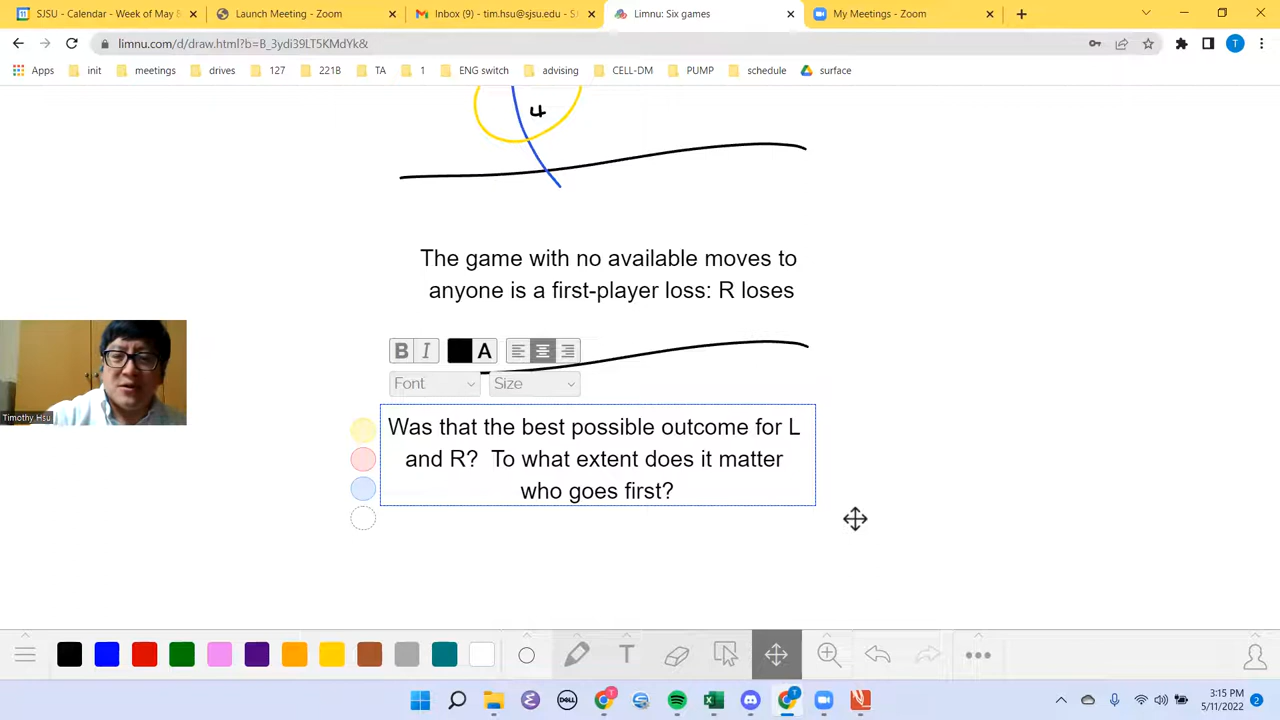 SJSU - Calendar - Week of May 8
Launch Meeting - Zoom
Inbox (9) - tim.hsu@sjsu.edu - S
Limnu: Six games
My Meetings - Zoom
limnu.com/d/draw.html?b=B_3ydi39LT5KMdYk&
T
Apps
init
meetings
drives
127
221B
TA
1
ENG switch
advising
CELL-DM
PUMP
schedule
surface
4
The game with no available moves to
anyone is a first-player loss: R loses
B I A
Font Size
Was that the best possible outcome for L
and R? To what extent does it matter
who goes first?
Timothy Hsu
T
3:15 PM
5/11/2022
2